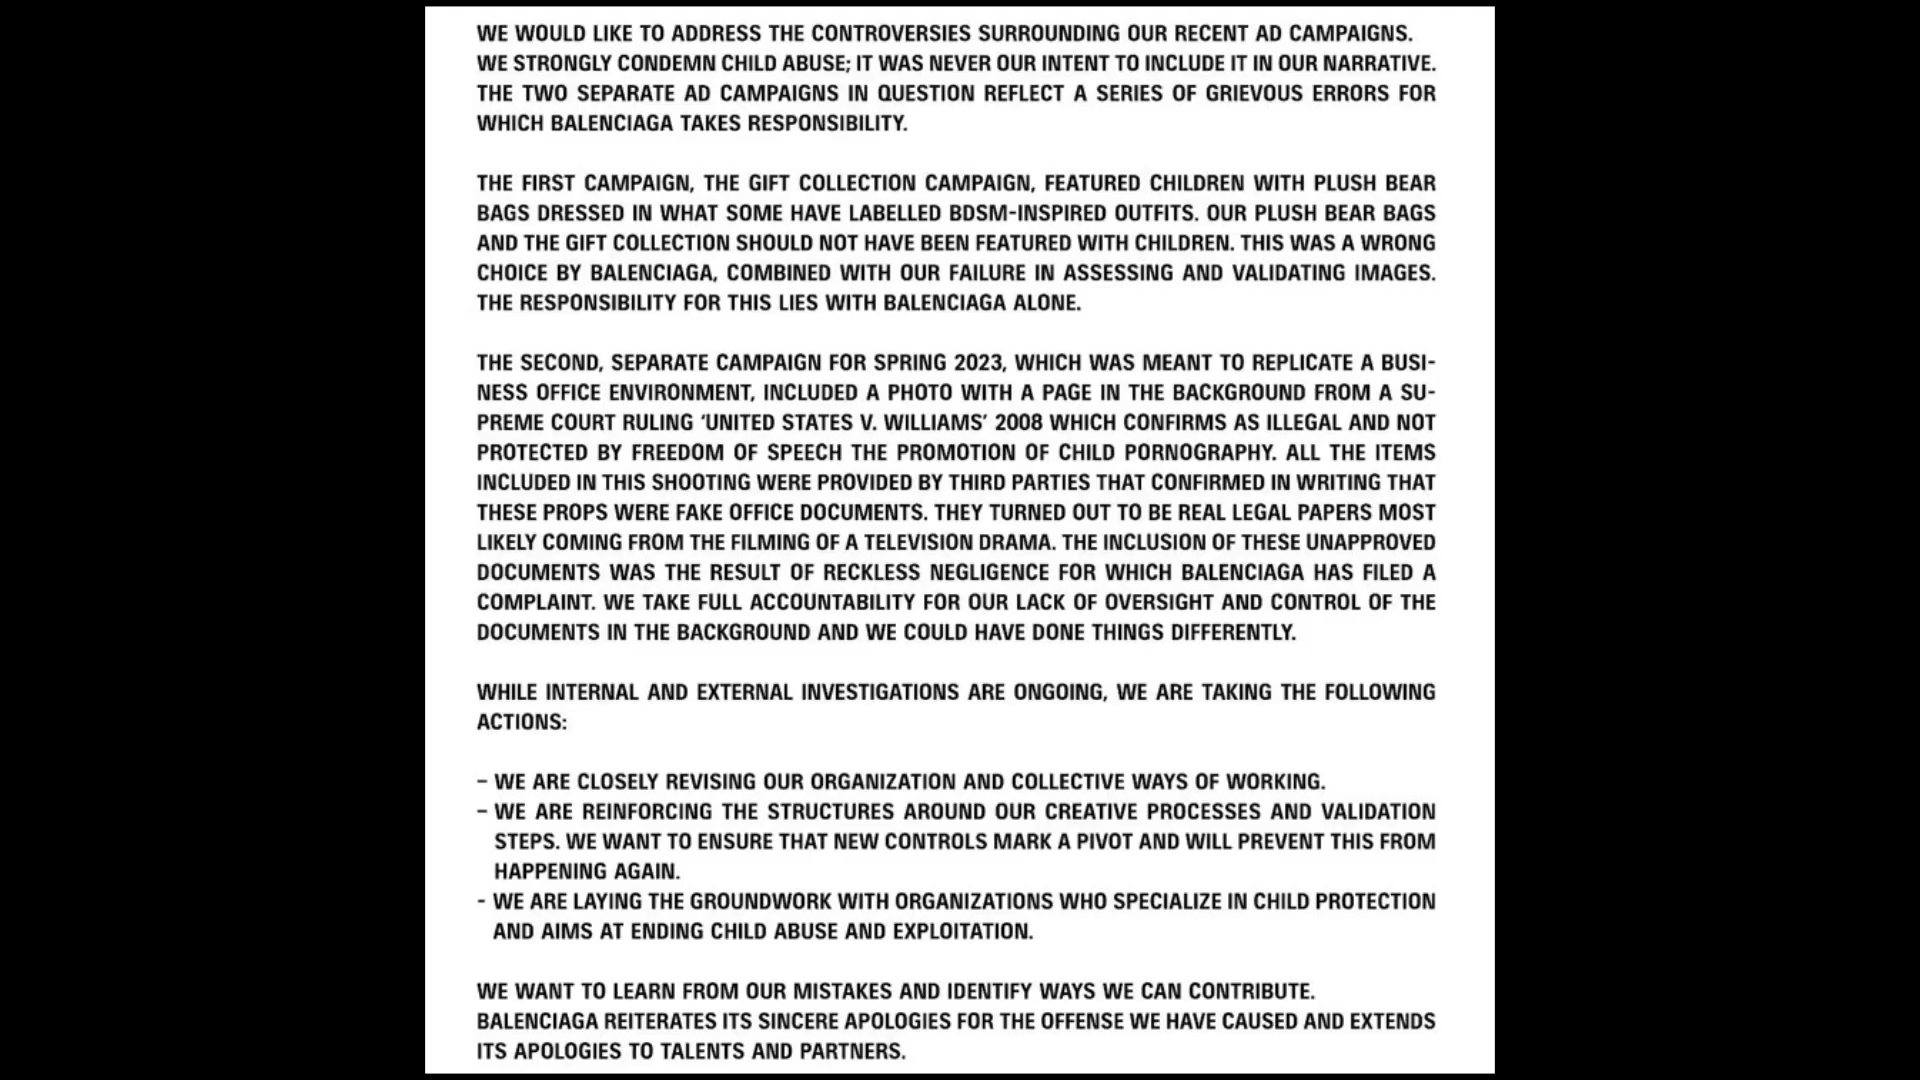 WE WOULD LIKE TO ADDRESS THE CONTROVERSIES SURROUNDING OUR RECENT AD CAMPAIGNS.
WE STRONGLY CONDEMN CHILD ABUSE; IT WAS NEVER OUR INTENT TO INCLUDE IT IN OUR NARRATIVE.
THE TWO SEPARATE AD CAMPAIGNS IN QUESTION REFLECT A SERIES OF GRIEVOUS ERRORS FOR
WHICH BALENCIAGA TAKES RESPONSIBILITY.
THE FIRST CAMPAIGN, THE GIFT COLLECTION CAMPAIGN, FEATURED CHILDREN WITH PLUSH BEAR
BAGS DRESSED IN WHAT SOME HAVE LABELLED BDSM-INSPIRED OUTFITS. OUR PLUSH BEAR BAGS
AND THE GIFT COLLECTION SHOULD NOT HAVE BEEN FEATURED WITH CHILDREN. THIS WAS A WRONG
CHOICE BY BALENCIAGA, COMBINED WITH OUR FAILURE IN ASSESSING AND VALIDATING IMAGES.
THE RESPONSIBILITY FOR THIS LIES WITH BALENCIAGA ALONE.
THE SECOND, SEPARATE CAMPAIGN FOR SPRING 2023, WHICH WAS MEANT TO REPLICATE A BUSI-
NESS OFFICE ENVIRONMENT, INCLUDED A PHOTO WITH A PAGE IN THE BACKGROUND FROM A SU-
PREME COURT RULING ‘UNITED STATES V. WILLIAMS’ 2008 WHICH CONFIRMS AS ILLEGAL AND NOT
PROTECTED BY FREEDOM OF SPEECH THE PROMOTION OF CHILD PORNOGRAPHY. ALL THE ITEMS
INCLUDED IN THIS SHOOTING WERE PROVIDED BY THIRD PARTIES THAT CONFIRMED IN WRITING THAT
THESE PROPS WERE FAKE OFFICE DOCUMENTS. THEY TURNED OUT TO BE REAL LEGAL PAPERS MOST
LIKELY COMING FROM THE FILMING OF A TELEVISION DRAMA. THE INCLUSION OF THESE UNAPPROVED
DOCUMENTS WAS THE RESULT OF RECKLESS NEGLIGENCE FOR WHICH BALENCIAGA HAS FILED A
COMPLAINT. WE TAKE FULL ACCOUNTABILITY FOR OUR LACK OF OVERSIGHT AND CONTROL OF THE
DOCUMENTS IN THE BACKGROUND AND WE COULD HAVE DONE THINGS DIFFERENTLY.
WHILE INTERNAL AND EXTERNAL INVESTIGATIONS ARE ONGOING, WE ARE TAKING THE FOLLOWING
ACTIONS:
– WE ARE CLOSELY REVISING OUR ORGANIZATION AND COLLECTIVE WAYS OF WORKING.
– WE ARE REINFORCING THE STRUCTURES AROUND OUR CREATIVE PROCESSES AND VALIDATION
STEPS. WE WANT TO ENSURE THAT NEW CONTROLS MARK A PIVOT AND WILL PREVENT THIS FROM
HAPPENING AGAIN.
- WE ARE LAYING THE GROUNDWORK WITH ORGANIZATIONS WHO SPECIALIZE IN CHILD PROTECTION
AND AIMS AT ENDING CHILD ABUSE AND EXPLOITATION.
WE WANT TO LEARN FROM OUR MISTAKES AND IDENTIFY WAYS WE CAN CONTRIBUTE.
BALENCIAGA REITERATES ITS SINCERE APOLOGIES FOR THE OFFENSE WE HAVE CAUSED AND EXTENDS
ITS APOLOGIES TO TALENTS AND PARTNERS.